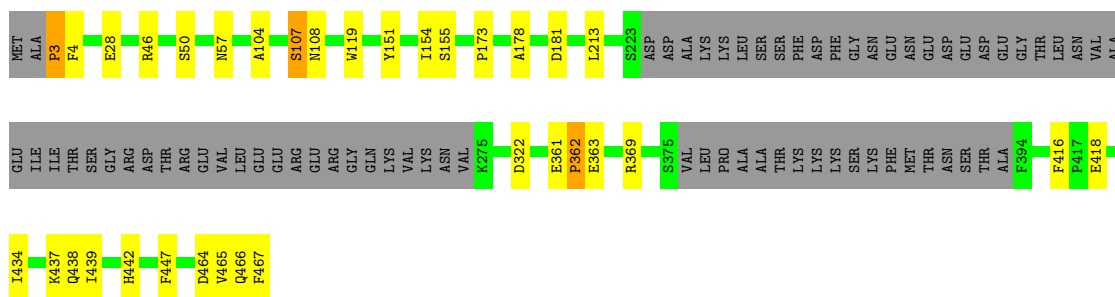 MET ALA P3 F4 E28 R46 S50 N57 A104 S107 N108 W119 Y151 I154 S155 P173 A178 D181 L213 S223 ASP ASP ALA LYS LYS LEU SER SER PHE ASP PHE GLY ASN GLU ASN GLU ASP GLU ASP GLY THR LEU ASN VAL ALA
GLU ILE ILE THR SER GLY ARG ASP THR ARG GLU VAL LEU GLU GLU ARG GLU ARG GLY GLN LYS VAL LYS ASN VAL K275 D322 E361 P362 E363 R369 S375 VAL LEU PRO ALA ALA THR LYS LYS LYS SER LYS PHE MET THR ASN SER THR ALA F394 F416 P417 E418
I434 K437 Q438 I439 H442 F447 D464 V465 Q466 F467